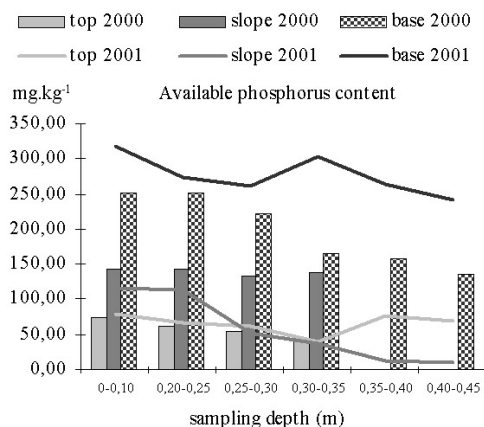 top 2000 slope 2000 base 2000
top 2001 slope 2001 base 2001
mg.kg-¹ Available phosphorus content
350,00
300,00
250,00
200,00
150,00
100,00
50,00
0,00
0-0,10 0,20-0,25 0,25-0,30 0,30-0,35 0,35-0,40 0,40-0,45
sampling depth (m)